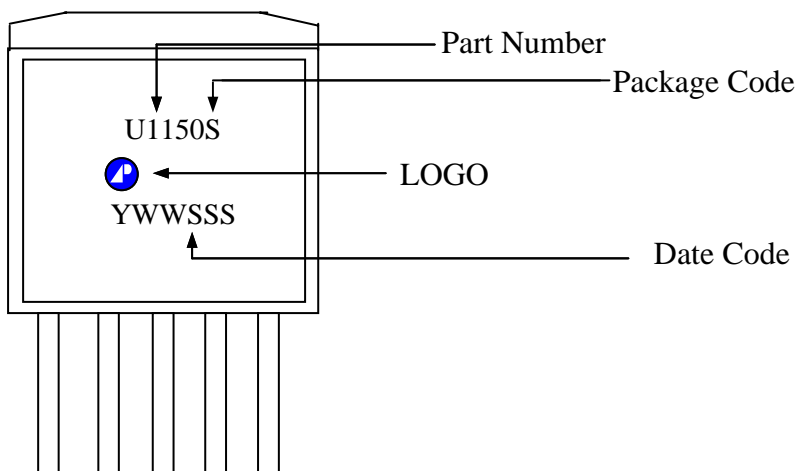 Part Number
Package Code
U1150S
LOGO
YWWSSS
Date Code